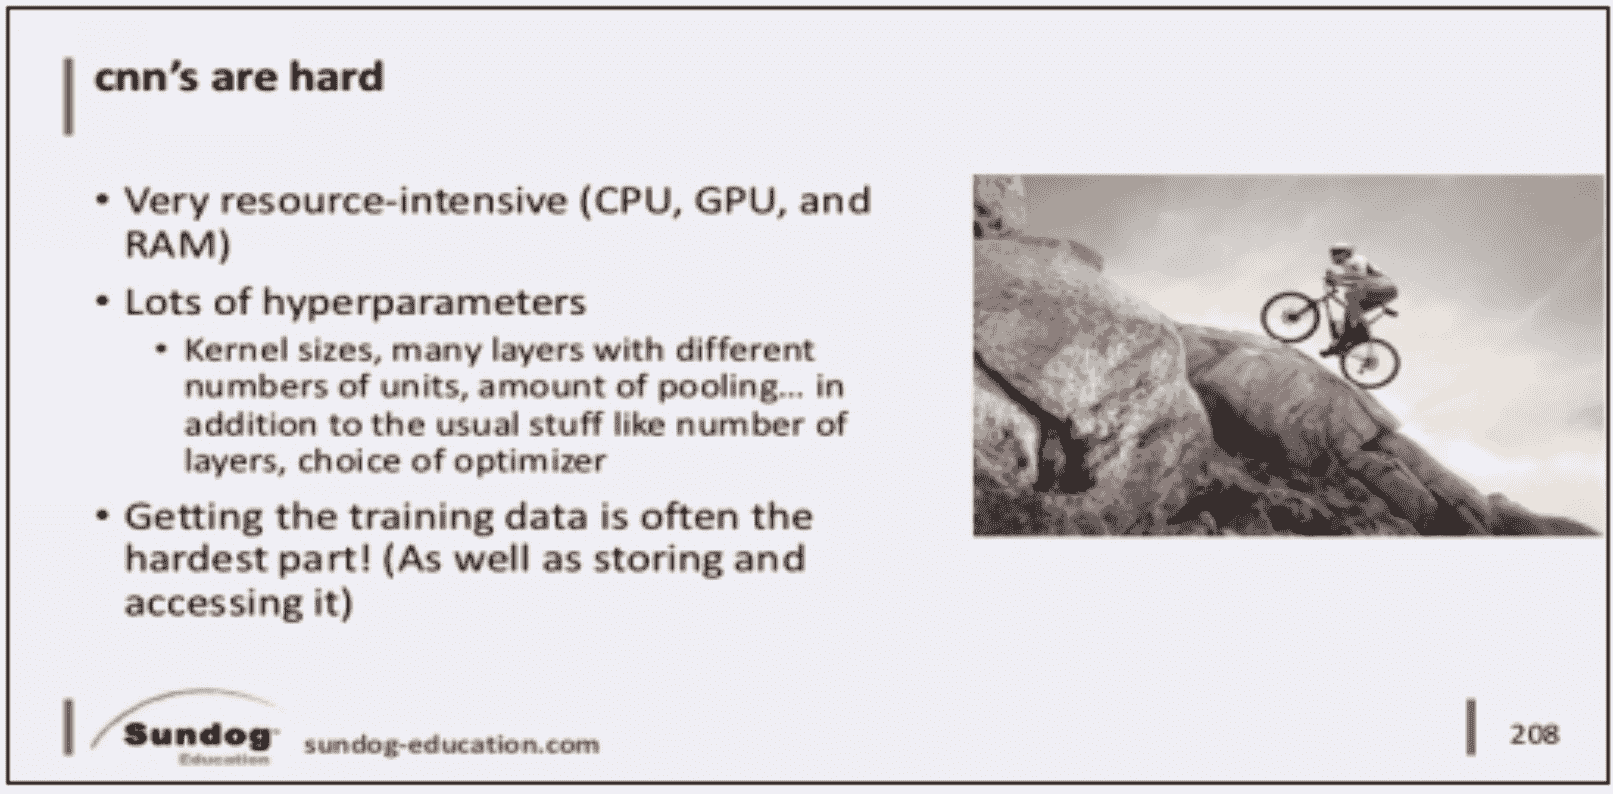 cnn's are hard
• Very resource-intensive (CPU, GPU, and
RAM)
• Lots of hyperparameters
• Kernel sizes, many layers with different
numbers of units, amount of pooling... in
addition to the usual stuff like number of
layers, choice of optimizer
• Getting the training data is often the
hardest part! (As well as storing and
accessing it)
Sundog
Education
sundog-education.com
208